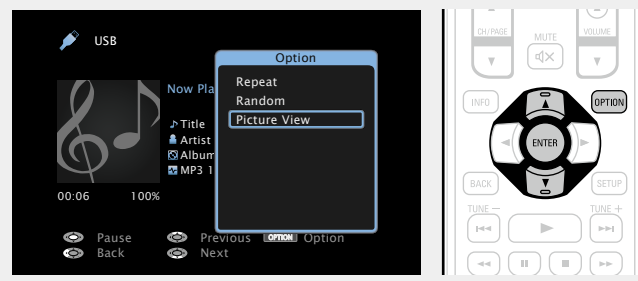 USB
Option
Repeat
Random
Picture View
Now Pla
Title
Artist
Album
MP3 1
00:06 100%
Pause Previous OPTION Option
Back Next
CH/PAGE MUTE VOLUME
INFO OPTION
ENTER
BACK SETUP
TUNE − TUNE +